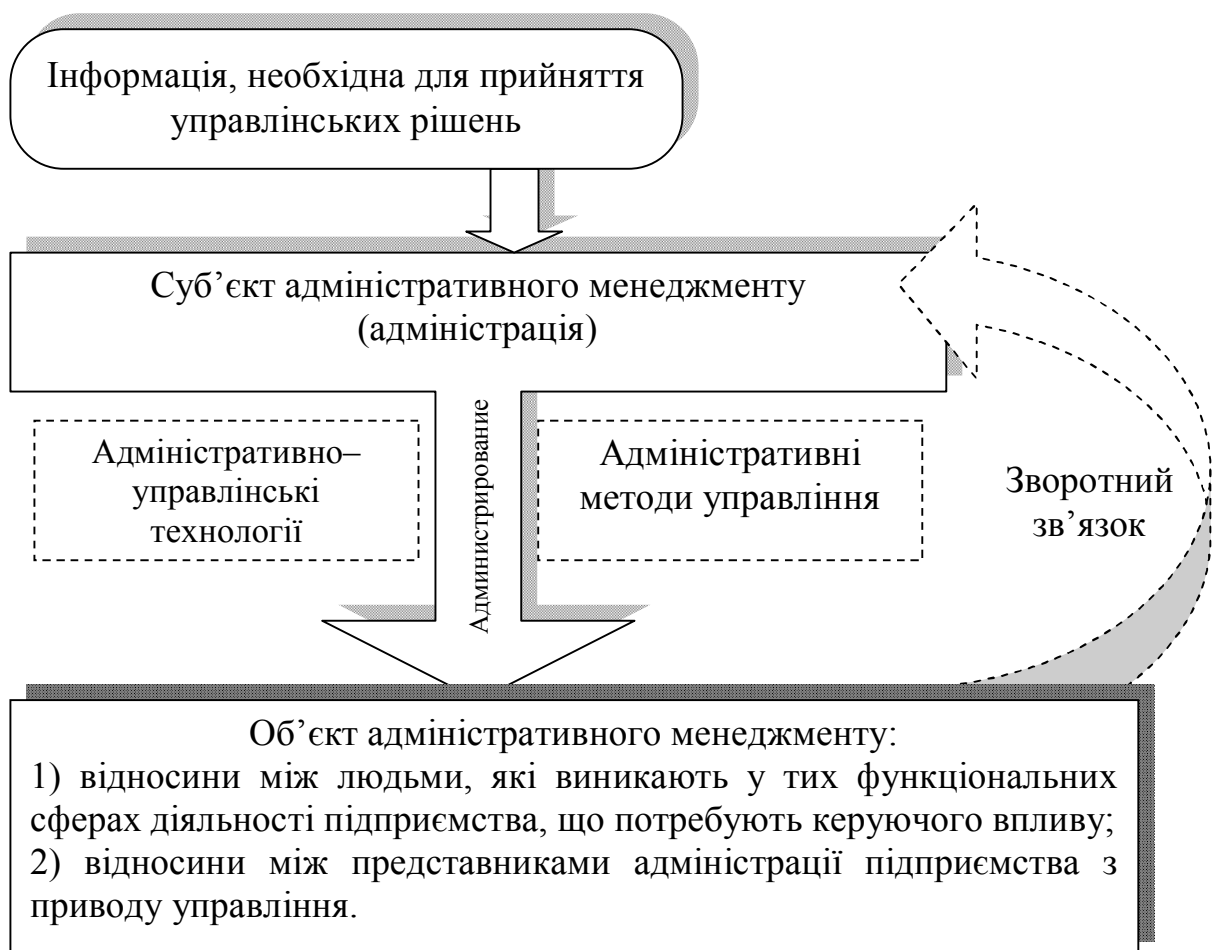 Інформація, необхідна для прийняття
управлінських рішень
Суб’єкт адміністративного менеджменту
(адміністрація)
Адміністративно–
управлінські
технології
Администрирование
Адміністративні
методи управління
Зворотний
зв’язок
Об’єкт адміністративного менеджменту:
1) відносини між людьми, які виникають у тих функціональних
сферах діяльності підприємства, що потребують керуючого впливу;
2) відносини між представниками адміністрації підприємства з
приводу управління.